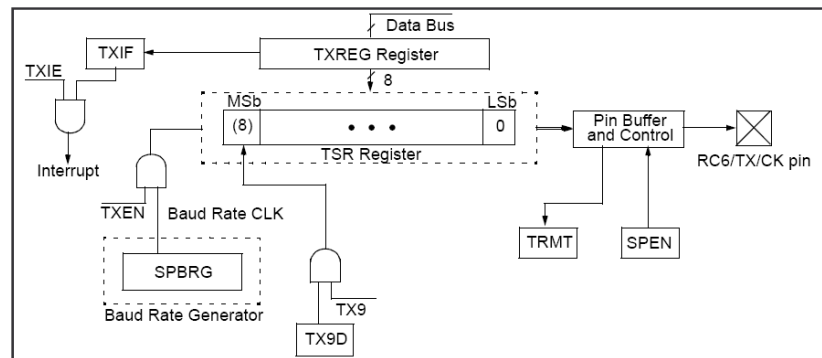 Data Bus
TXIF
TXREG Register
TXIE
8
MSb
LSb
(8)
0
Pin Buffer
and Control
TSR Register
Interrupt
RC6/TX/CK pin
TXEN
Baud Rate CLK
TRMT
SPEN
SPBRG
TX9
Baud Rate Generator
TX9D